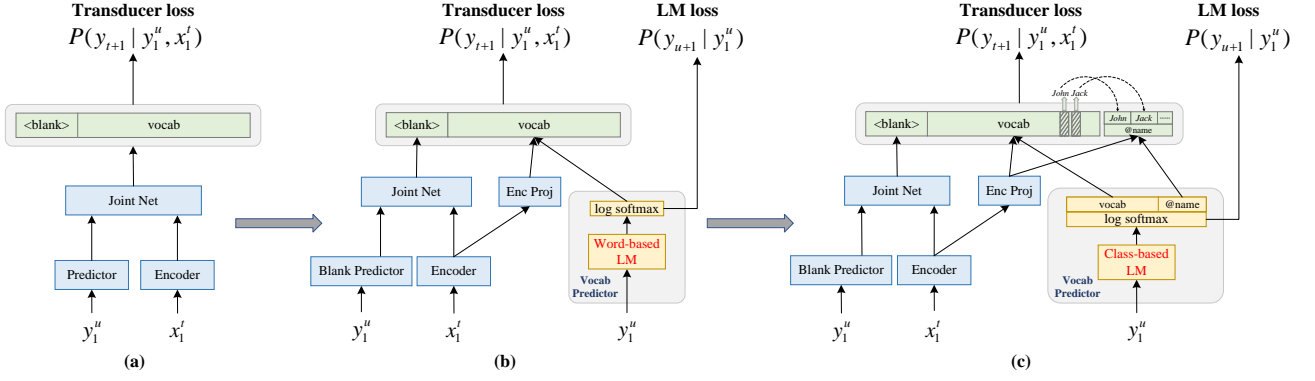 Transducer loss
P(y_{t+1} | y_1^u, x_1^t)
<blank>
vocab
Joint Net
Predictor
Encoder
y_1^u
x_1^t
(a)
Transducer loss
P(y_{t+1} | y_1^u, x_1^t)
LM loss
P(y_{u+1} | y_1^u)
<blank>
vocab
Joint Net
Enc Proj
log softmax
Word-based
LM
Blank Predictor
Encoder
Vocab
Predictor
y_1^u
x_1^t
y_1^u
(b)
Transducer loss
P(y_{t+1} | y_1^u, x_1^t)
LM loss
P(y_{u+1} | y_1^u)
John Jack
<blank>
vocab
John
Jack
.....
@name
Joint Net
Enc Proj
vocab
@name
log softmax
Class-based
LM
Blank Predictor
Encoder
Vocab
Predictor
y_1^u
x_1^t
y_1^u
(c)